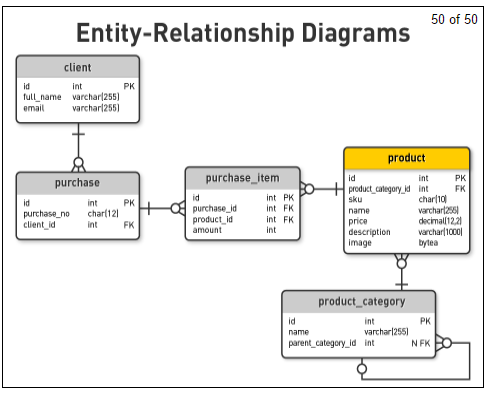 50 of 50
Entity-Relationship Diagrams
client
id int PK
full_name varchar(255)
email varchar(255)
purchase
id int PK
purchase_no char(12)
client_id int FK
purchase_item
id int PK
purchase_id int FK
product_id int FK
amount int
product
id int PK
product_category_id int FK
sku char(10)
name varchar(255)
price decimal(12,2)
description varchar(1000)
image bytea
product_category
id int PK
name varchar(255)
parent_category_id int N FK